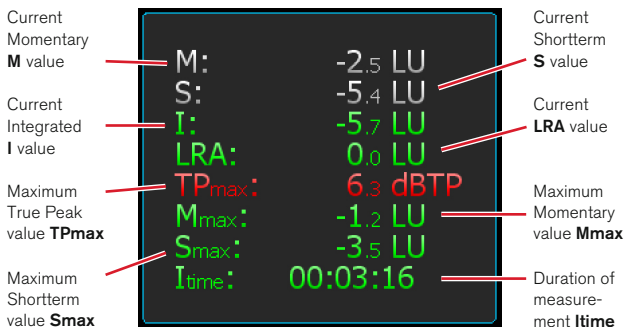 Current
Momentary
M value
Current
Integrated
I value
Maximum
True Peak
value TPmax
Maximum
Shortterm
value Smax
M: -2.5 LU
S: -5.4 LU
I: -5.7 LU
LRA: 0.0 LU
TPmax: 6.3 dBTP
Mmax: -1.2 LU
Smax: -3.5 LU
Itime: 00:03:16
Current
Shortterm
S value
Current
LRA value
Maximum
Momentary
value Mmax
Duration of
measure-
ment Itime